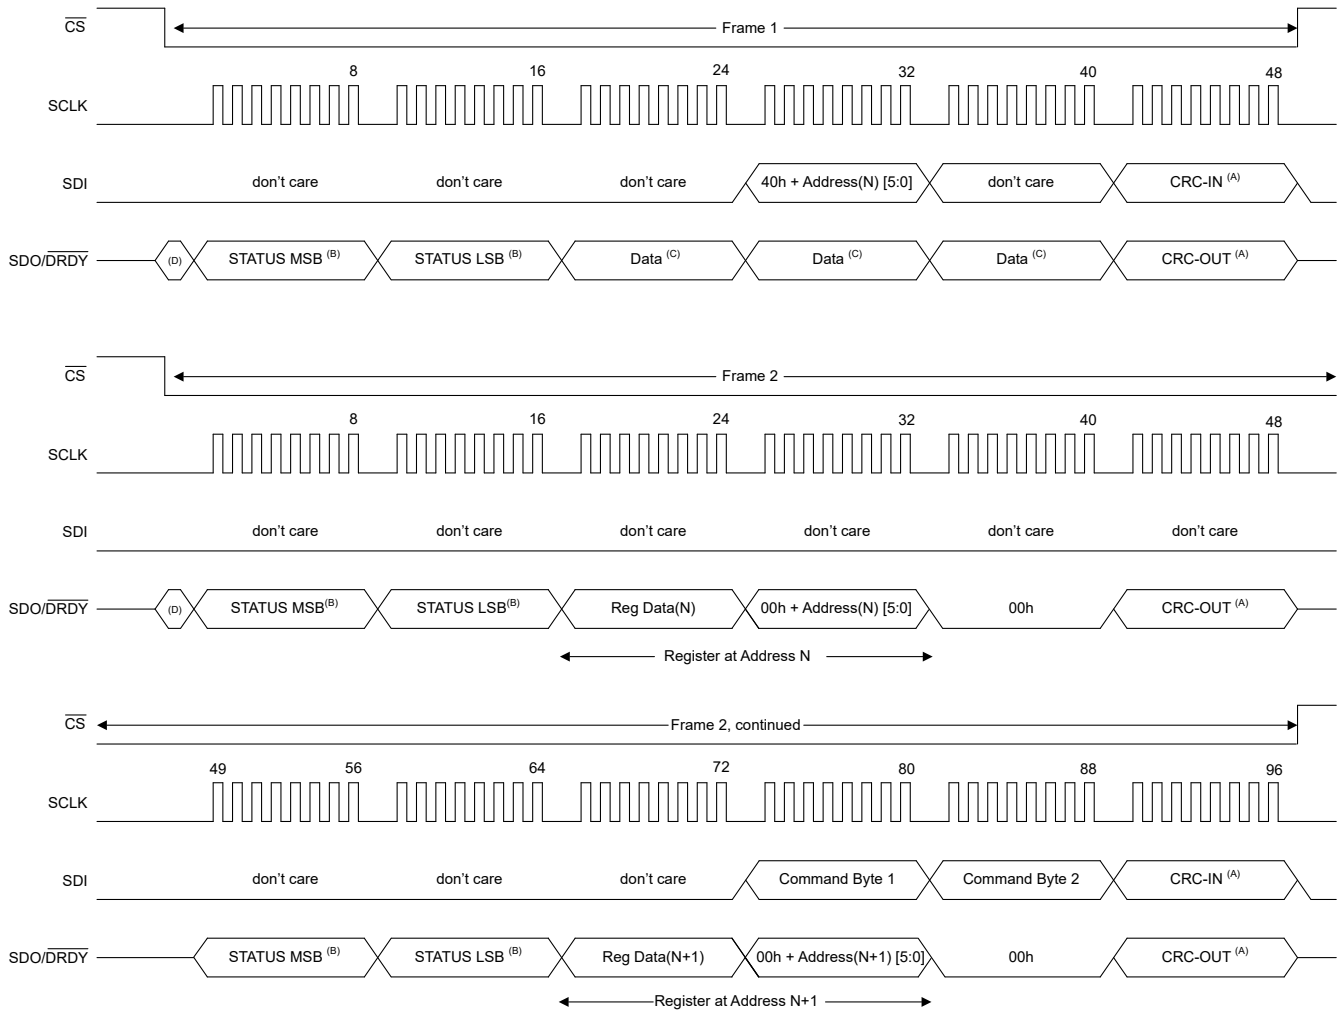 CS Frame 1
8 16 24 32 40 48
SCLK
SDI don't care don't care don't care 40h + Address(N) [5:0] don't care CRC-IN (A)
SDO/DRDY (D) STATUS MSB (B) STATUS LSB (B) Data (C) Data (C) Data (C) CRC-OUT (A)
CS Frame 2
8 16 24 32 40 48
SCLK
SDI don't care don't care don't care don't care don't care don't care
SDO/DRDY (D) STATUS MSB(B) STATUS LSB(B) Reg Data(N) 00h + Address(N) [5:0] 00h CRC-OUT (A)
Register at Address N
CS Frame 2, continued
49 56 64 72 80 88 96
SCLK
SDI don't care don't care don't care Command Byte 1 Command Byte 2 CRC-IN (A)
SDO/DRDY STATUS MSB (B) STATUS LSB (B) Reg Data(N+1) 00h + Address(N+1) [5:0] 00h CRC-OUT (A)
Register at Address N+1